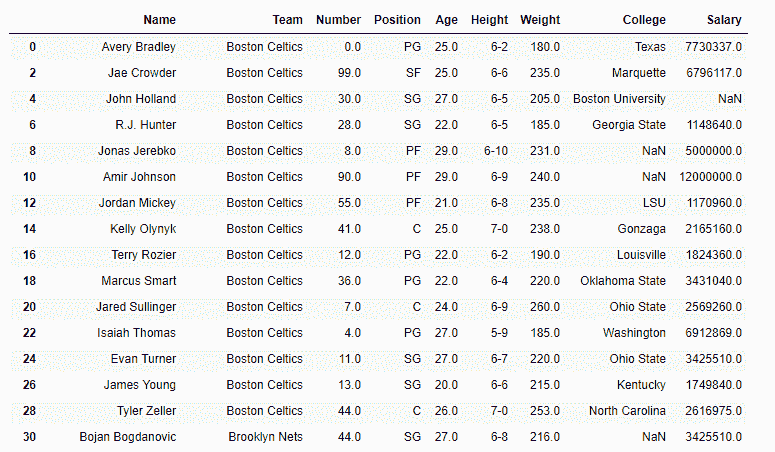 Name Team Number Position Age Height Weight College Salary
0 Avery Bradley Boston Celtics 0.0 PG 25.0 6-2 180.0 Texas 7730337.0
2 Jae Crowder Boston Celtics 99.0 SF 25.0 6-6 235.0 Marquette 6796117.0
4 John Holland Boston Celtics 30.0 SG 27.0 6-5 205.0 Boston University NaN
6 R.J. Hunter Boston Celtics 28.0 SG 22.0 6-5 185.0 Georgia State 1148640.0
8 Jonas Jerebko Boston Celtics 8.0 PF 29.0 6-10 231.0 NaN 5000000.0
10 Amir Johnson Boston Celtics 90.0 PF 29.0 6-9 240.0 NaN 12000000.0
12 Jordan Mickey Boston Celtics 55.0 PF 21.0 6-8 235.0 LSU 1170960.0
14 Kelly Olynyk Boston Celtics 41.0 C 25.0 7-0 238.0 Gonzaga 2165160.0
16 Terry Rozier Boston Celtics 12.0 PG 22.0 6-2 190.0 Louisville 1824360.0
18 Marcus Smart Boston Celtics 36.0 PG 22.0 6-4 220.0 Oklahoma State 3431040.0
20 Jared Sullinger Boston Celtics 7.0 C 24.0 6-9 260.0 Ohio State 2569260.0
22 Isaiah Thomas Boston Celtics 4.0 PG 27.0 5-9 185.0 Washington 6912869.0
24 Evan Turner Boston Celtics 11.0 SG 27.0 6-7 220.0 Ohio State 3425510.0
26 James Young Boston Celtics 13.0 SG 20.0 6-6 215.0 Kentucky 1749840.0
28 Tyler Zeller Boston Celtics 44.0 C 26.0 7-0 253.0 North Carolina 2616975.0
30 Bojan Bogdanovic Brooklyn Nets 44.0 SG 27.0 6-8 216.0 NaN 3425510.0